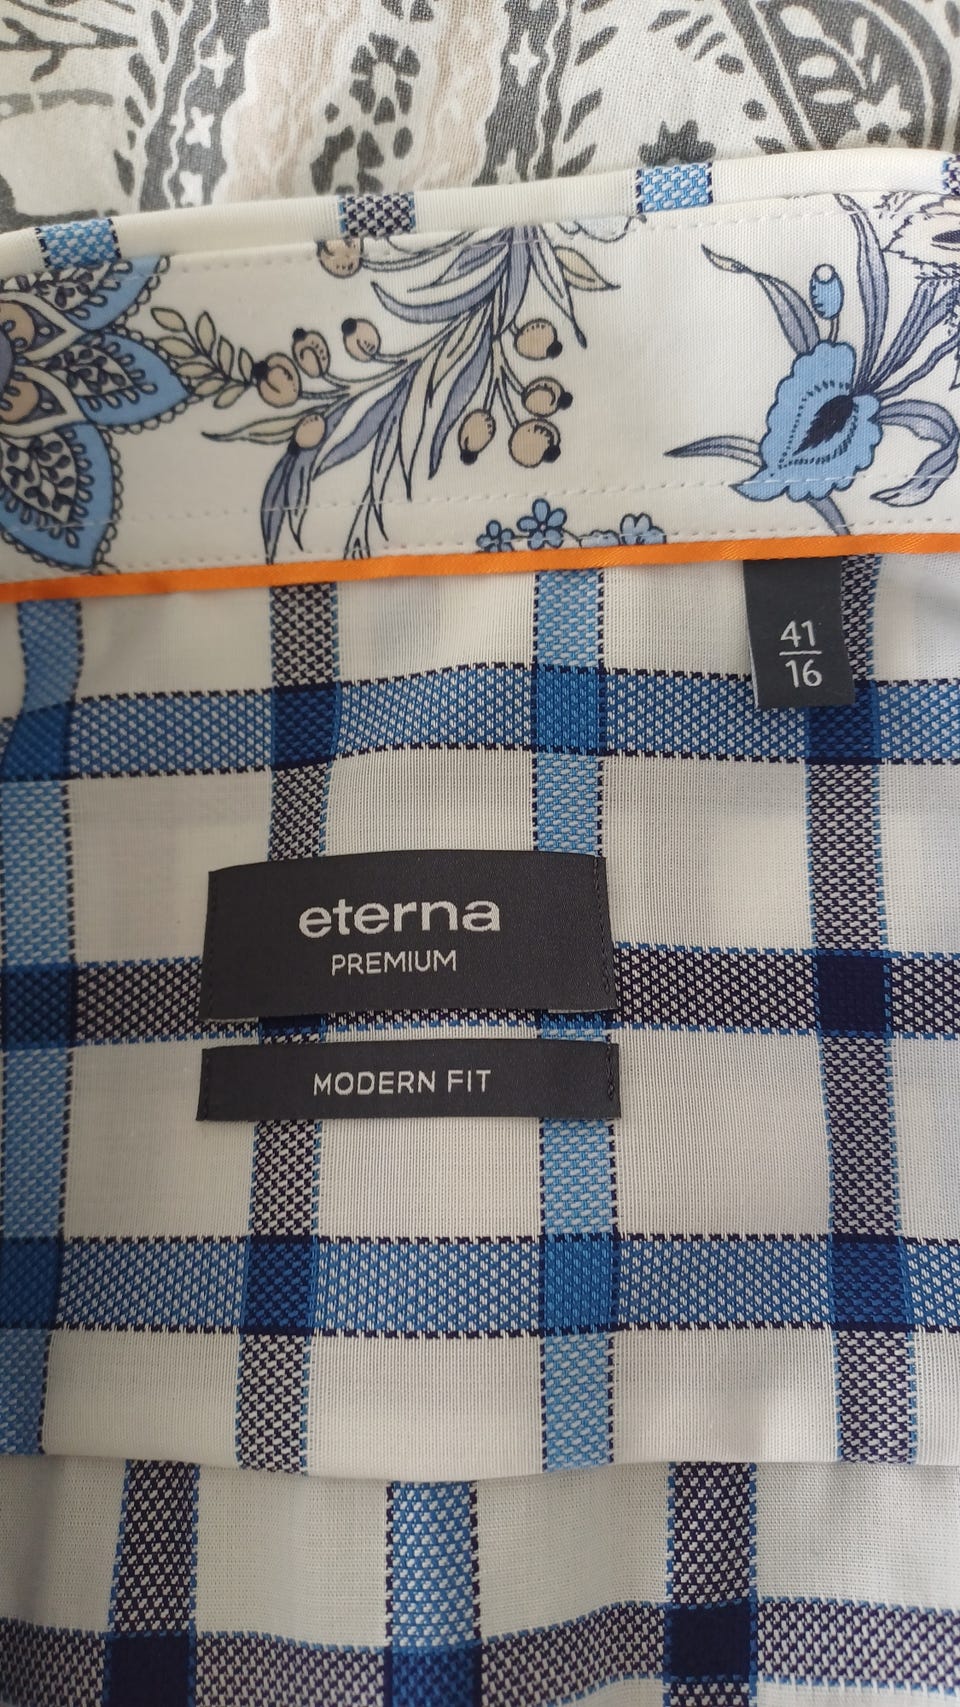 41
16
eterna
PREMIUM
MODERN FIT